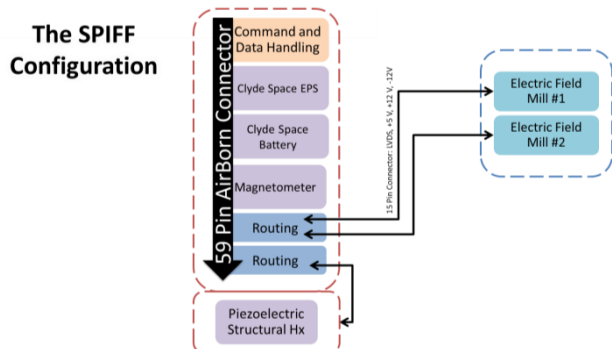 The SPIFF
Configuration
59 Pin AirBorn Connector
Command and
Data Handling
Clyde Space EPS
Clyde Space
Battery
Magnetometer
Routing
Routing
Piezoelectric
Structural Hx
15 Pin Connector: LVDS, +5 V, +12 V, -12V
Electric Field
Mill #1
Electric Field
Mill #2